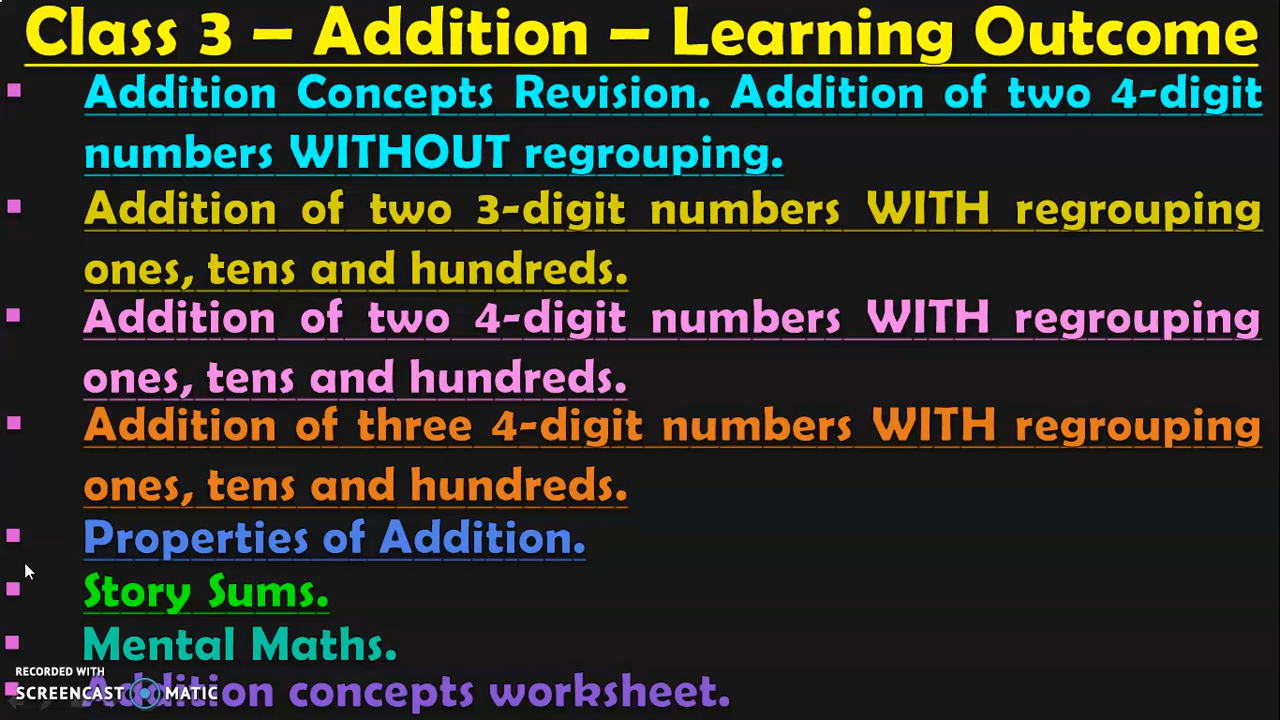 Class 3 – Addition – Learning Outcome
Addition Concepts Revision. Addition of two 4-digit
numbers WITHOUT regrouping.
Addition of two 3-digit numbers WITH regrouping
ones, tens and hundreds.
Addition of two 4-digit numbers WITH regrouping
ones, tens and hundreds.
Addition of three 4-digit numbers WITH regrouping
ones, tens and hundreds.
Properties of Addition.
Story Sums.
Mental Maths.
RECORDED WITH
SCREENCAST MATIC
Addition concepts worksheet.